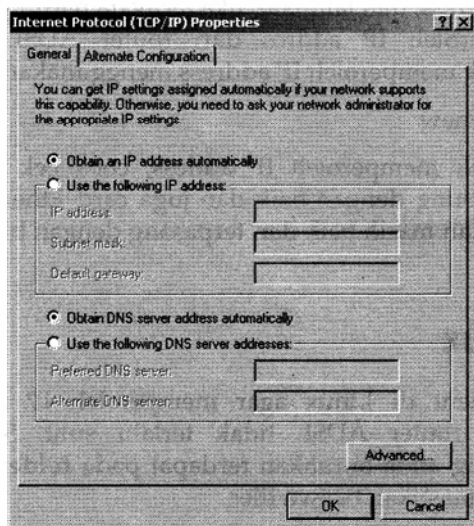 Internet Protocol (TCP/IP) Properties
General
Alternate Configuration
You can get IP settings assigned automatically if your network supports
this capability. Otherwise, you need to ask your network administrator for
the appropriate IP settings.
Obtain an IP address automatically
Use the following IP address:
IP address:
Subnet mask:
Default gateway:
Obtain DNS server address automatically
Use the following DNS server addresses:
Preferred DNS server:
Alternate DNS server:
Advanced...
OK
Cancel